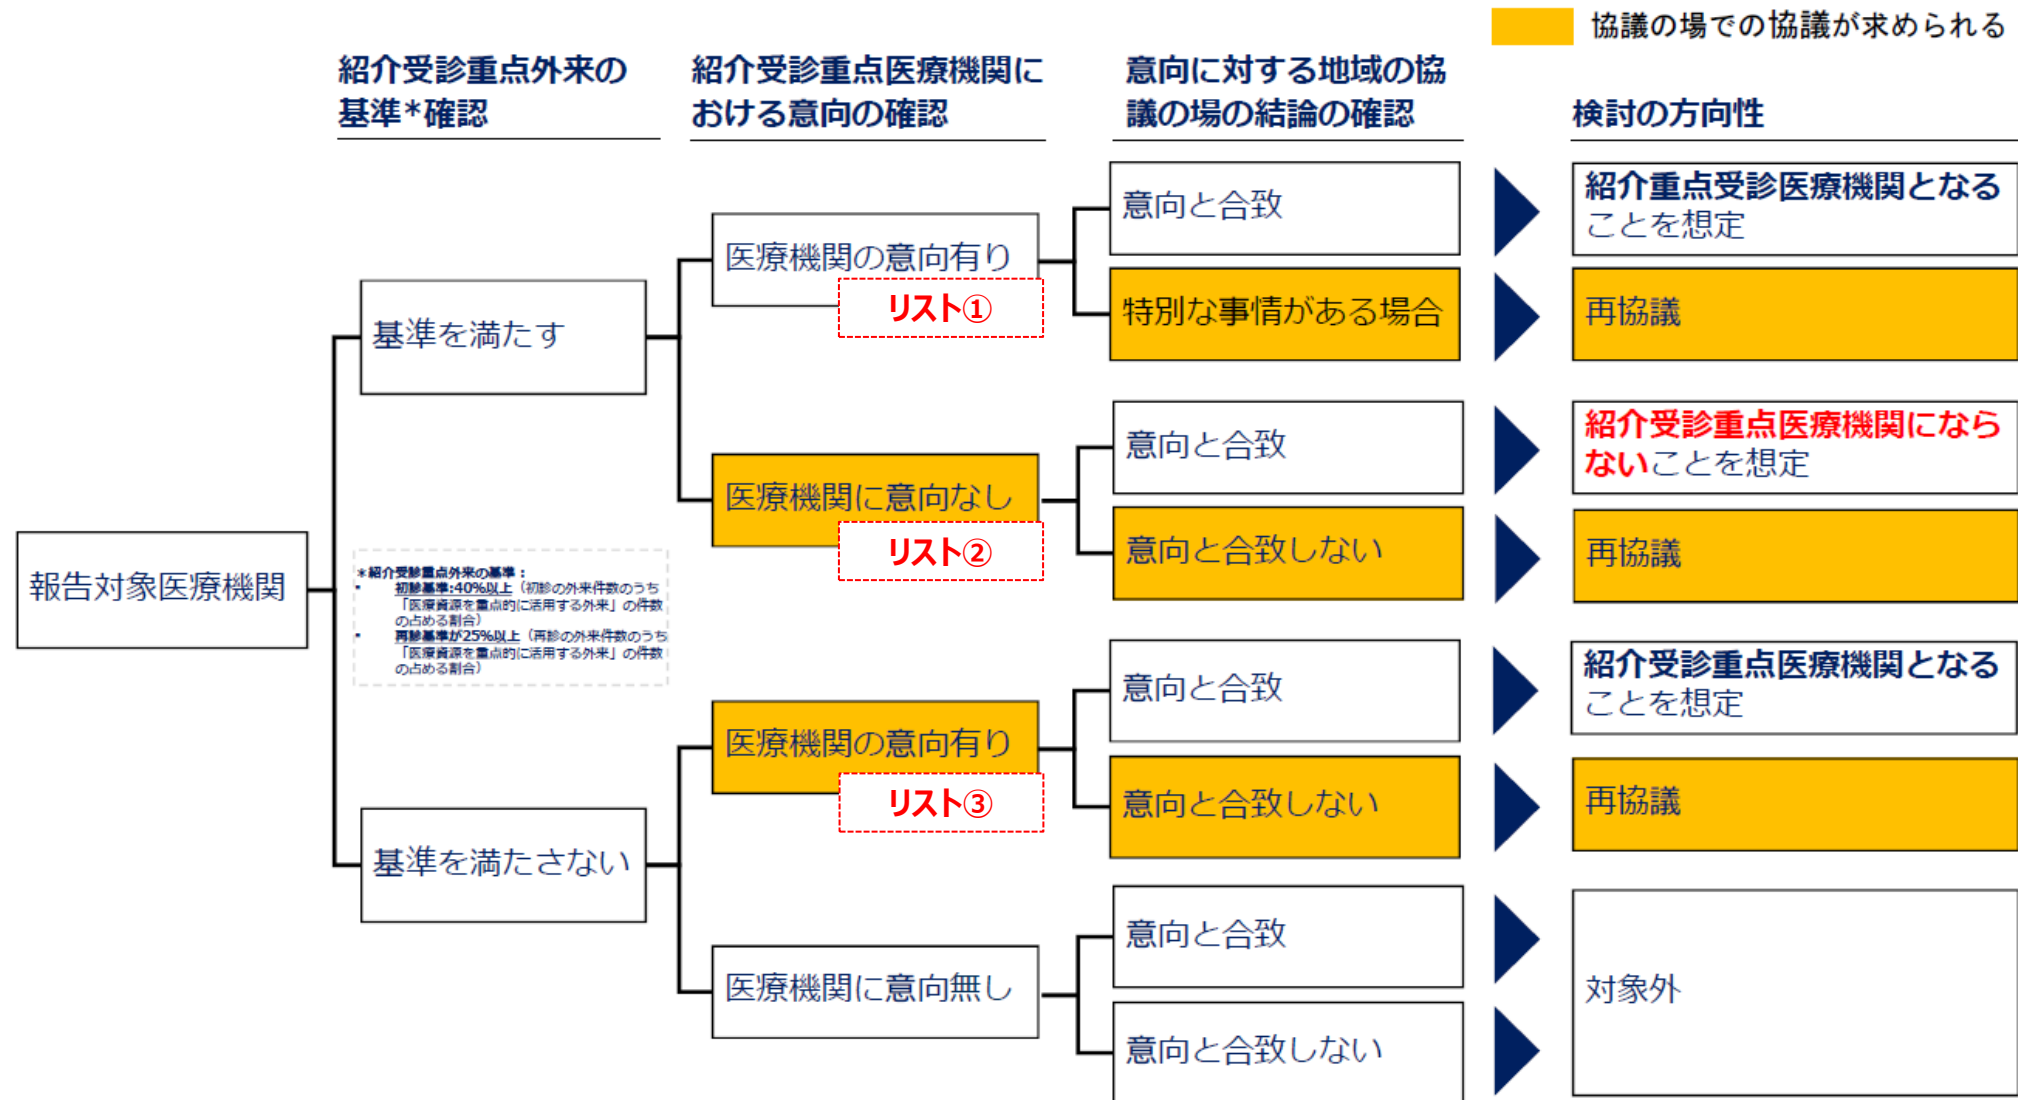 協議の場での協議が求められる
紹介受診重点外来の
基準*確認
紹介受診重点医療機関に
おける意向の確認
意向に対する地域の協
議の場の結論の確認
検討の方向性
報告対象医療機関
基準を満たす
医療機関の意向有り
リスト①
意向と合致
紹介重点受診医療機関となる
ことを想定
特別な事情がある場合
再協議
医療機関に意向なし
リスト②
意向と合致
紹介受診重点医療機関になら
ないことを想定
意向と合致しない
再協議
*紹介受診重点外来の基準：
▪ 初診基準:40%以上（初診の外来件数のうち
「医療資源を重点的に活用する外来」の件数
の占める割合）
▪ 再診基準が25%以上（再診の外来件数のうち
「医療資源を重点的に活用する外来」の件数
の占める割合）
基準を満たさない
医療機関の意向有り
リスト③
意向と合致
紹介受診重点医療機関となる
ことを想定
意向と合致しない
再協議
医療機関に意向無し
意向と合致
意向と合致しない
対象外